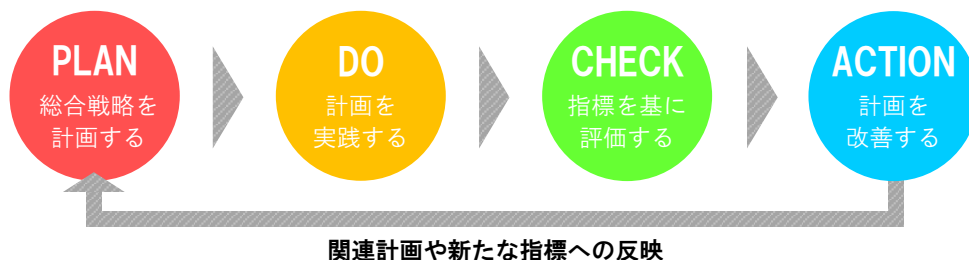 PLAN
総合戦略を
計画する
DO
計画を
実践する
CHECK
指標を基に
評価する
ACTION
計画を
改善する
関連計画や新たな指標への反映